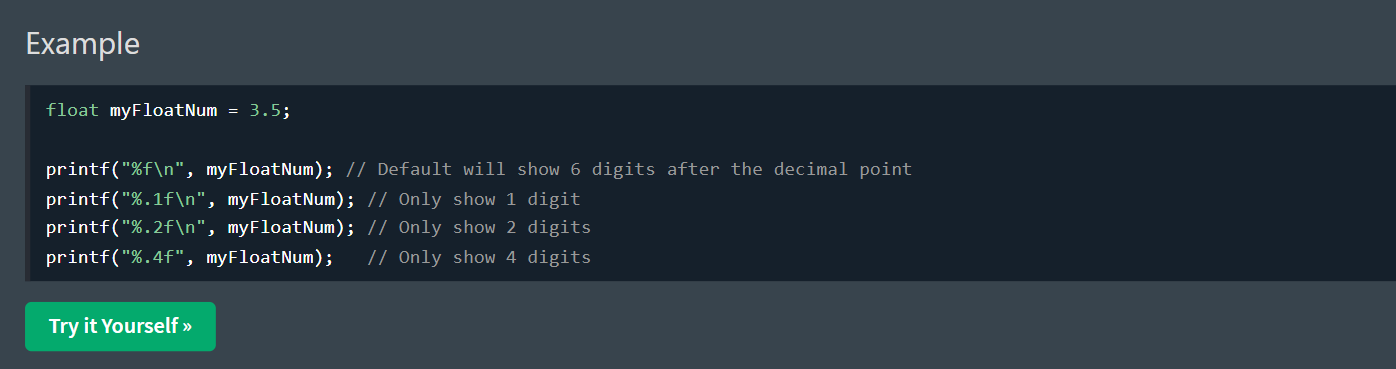 Example
float myFloatNum = 3.5;
printf("%f\n", myFloatNum); // Default will show 6 digits after the decimal point
printf("%.1f\n", myFloatNum); // Only show 1 digit
printf("%.2f\n", myFloatNum); // Only show 2 digits
printf("%.4f", myFloatNum);   // Only show 4 digits
Try it Yourself »